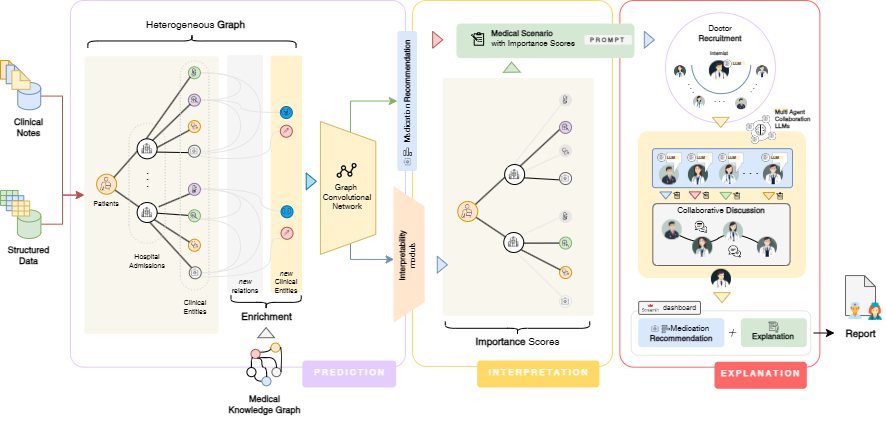 Heterogeneous Graph
Clinical
Notes
Structured
Data
Patients
Hospital
Admissions
Clinical
Entities
new
relations
new
Clinical
Entities
Enrichment
Medical
Knowledge Graph
Graph
Convolutional
Network
Medication Recommendation
Interpretability
PREDICTION
Medical Scenario
with Importance Scores
PROMPT
Importance Scores
INTERPRETATION
Doctor
Recruitment
Internist
LLM
Multi Agent
Collaboration
LLMs
LLM
LLM
LLM
LLM
Collaborative Discussion
Streamlit
dashboard
Medication
Recommendation
+
Explanation
EXPLANATION
Report